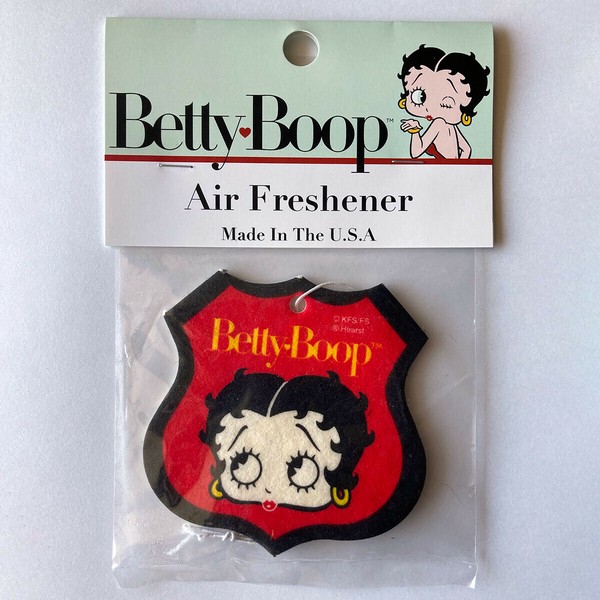 Betty♥Boop™
Air Freshener
Made In The U.S.A
© KFS/FS
® Hearst
Betty♥Boop™